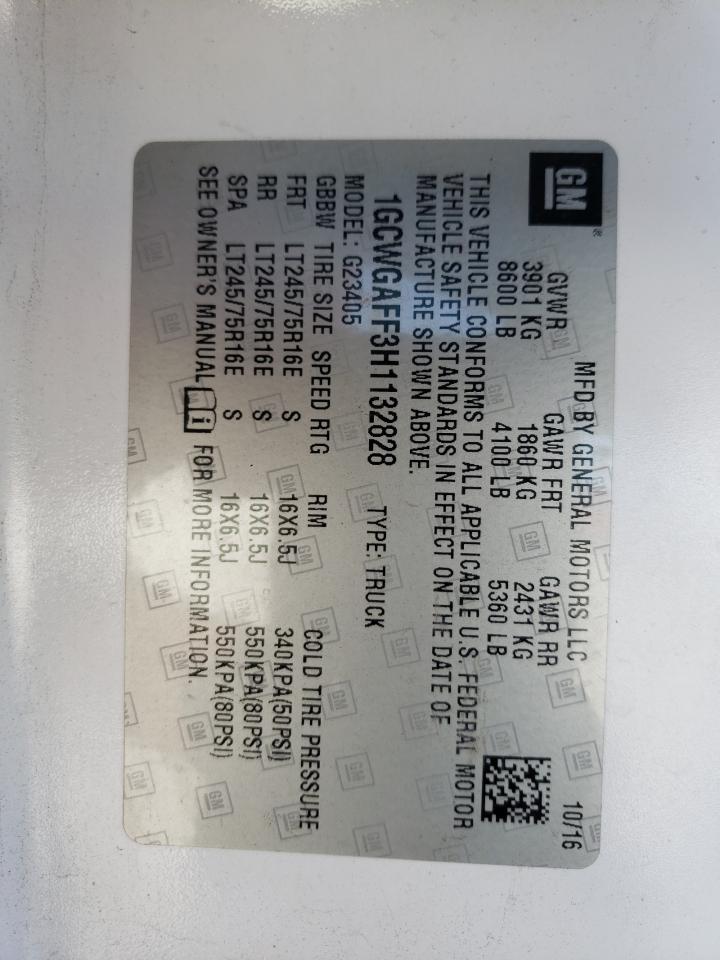 GM®
MFD BY GENERAL MOTORS LLC 10/16
GVWR GAWR FRT GAWR RR
3901 KG 1860 KG 2431 KG
8600 LB 4100 LB 5360 LB
THIS VEHICLE CONFORMS TO ALL APPLICABLE U.S. FEDERAL MOTOR
VEHICLE SAFETY STANDARDS IN EFFECT ON THE DATE OF
MANUFACTURE SHOWN ABOVE.
1GCWGAFF3H1132828 TYPE: TRUCK
MODEL: G23405
GBBW TIRE SIZE SPEED RTG RIM COLD TIRE PRESSURE
FRT LT245/75R16E S 16X6.5J 340KPA(50PSI)
RR LT245/75R16E S 16X6.5J 550KPA(80PSI)
SPA LT245/75R16E S 16X6.5J 550KPA(80PSI)
SEE OWNER'S MANUAL i FOR MORE INFORMATION.